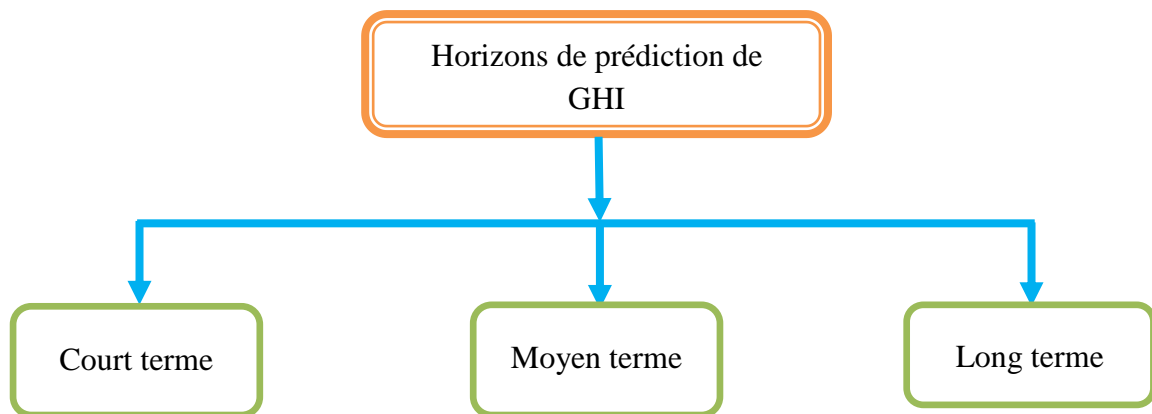 Horizons de prédiction de
GHI
Court terme
Moyen terme
Long terme